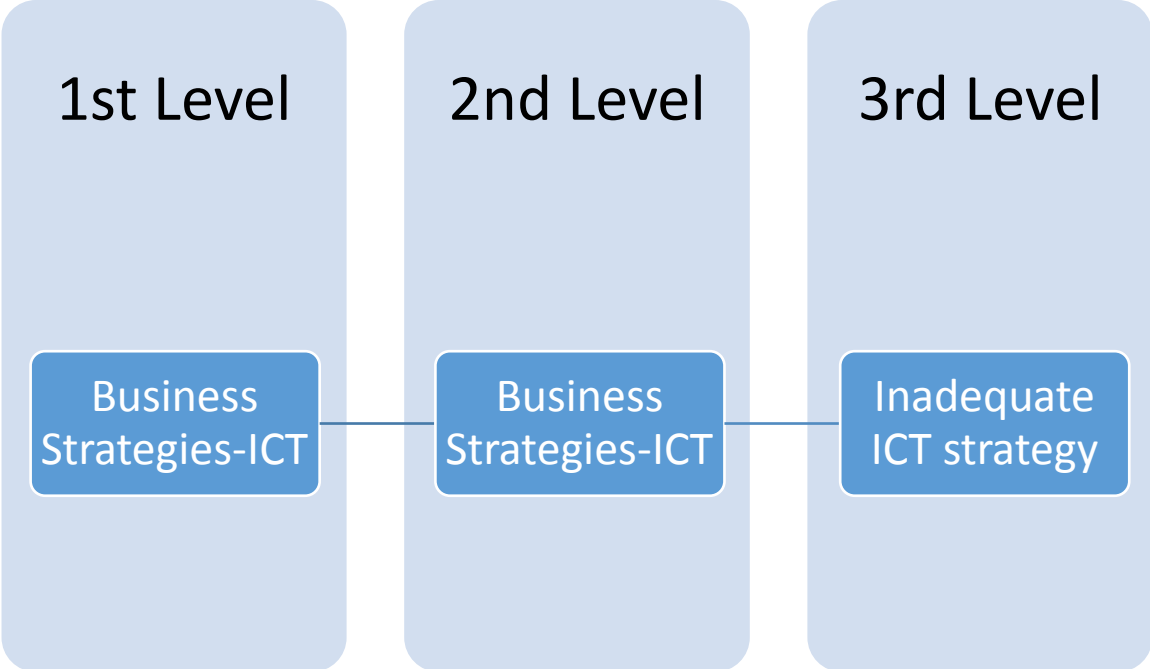 1st Level
2nd Level
3rd Level
Business
Strategies-ICT
Business
Strategies-ICT
Inadequate
ICT strategy